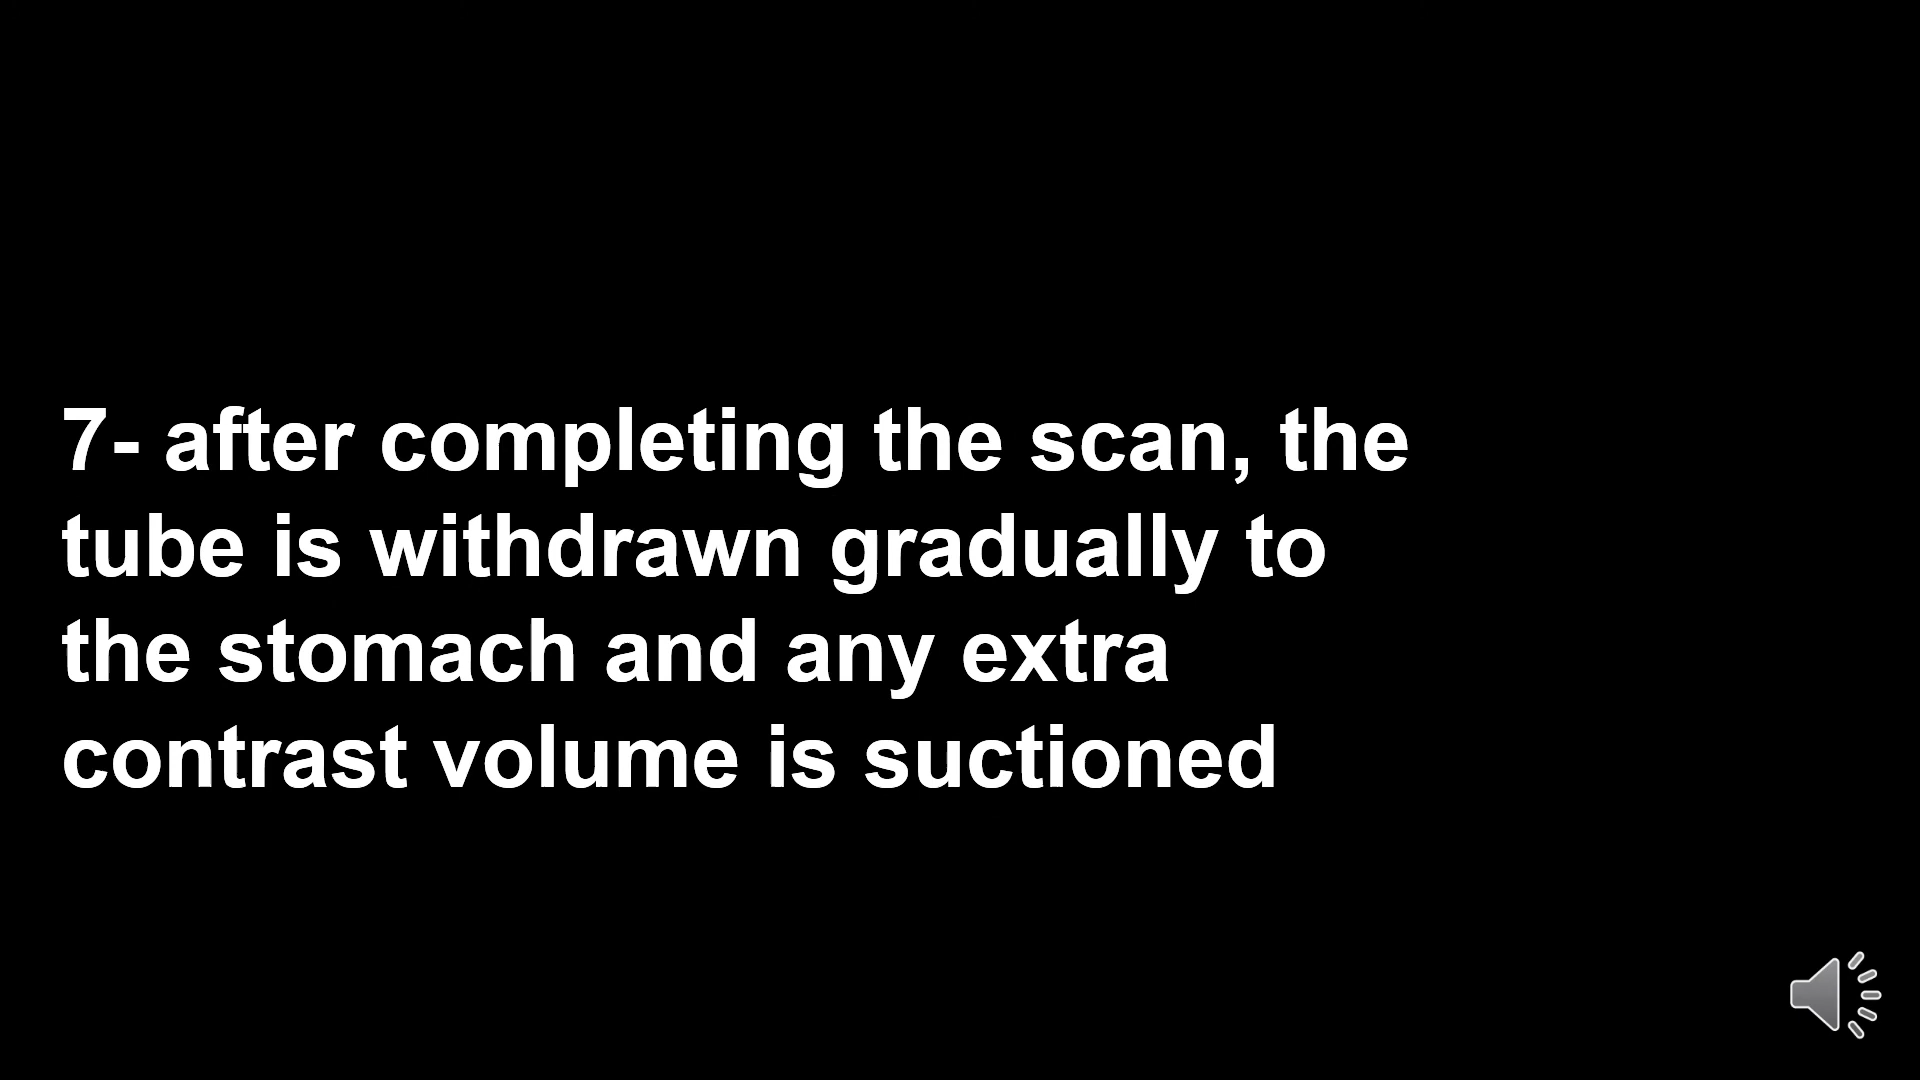 7- after completing the scan, the
tube is withdrawn gradually to
the stomach and any extra
contrast volume is suctioned